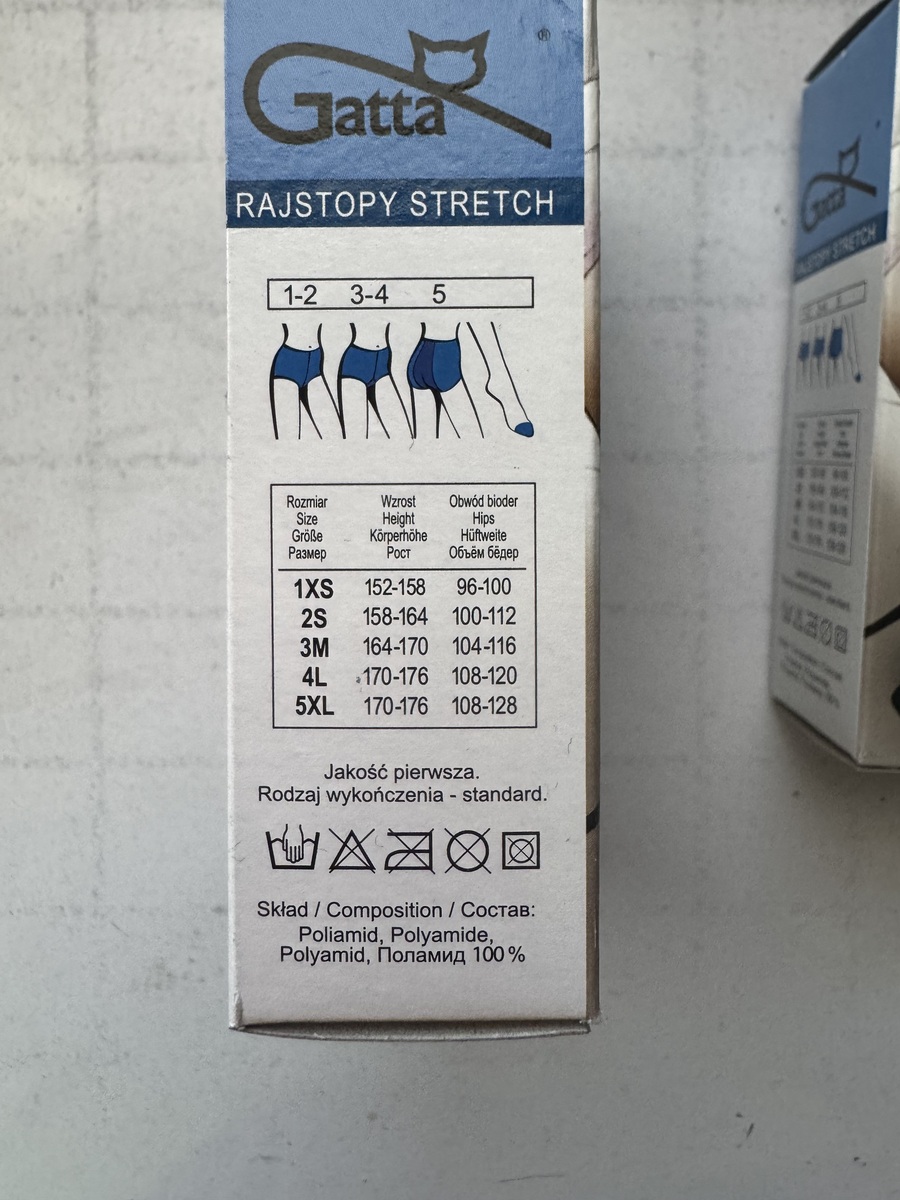 Gatta ®
RAJSTOPY STRETCH
1-2 3-4 5
Rozmiar Wzrost Obwód bioder
Size Height Hips
Größe Körperhöhe Hüftweite
Размер Рост Объём бёдер
1XS 152-158 96-100
2S 158-164 100-112
3M 164-170 104-116
4L 170-176 108-120
5XL 170-176 108-128
Jakość pierwsza.
Rodzaj wykończenia - standard.
Skład / Composition / Состав:
Poliamid, Polyamide,
Polyamid, Поламид 100 %
Gatta
RAJSTOPY STRETCH